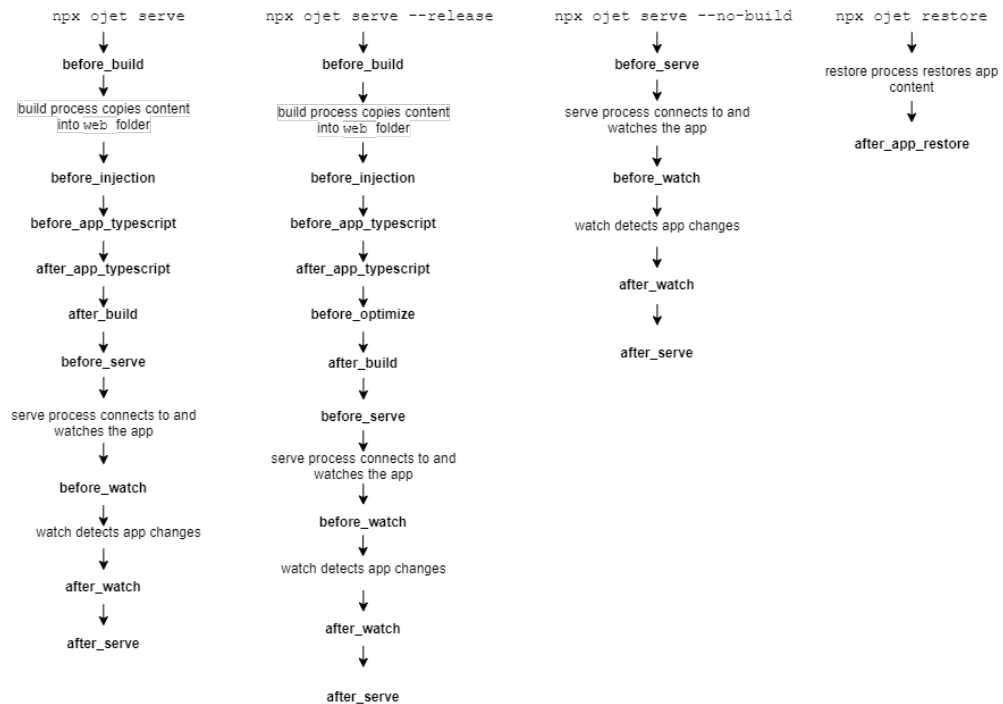 npx ojet serve
before_build
build process copies content
into web folder
before_injection
before_app_typescript
after_app_typescript
after_build
before_serve
serve process connects to and
watches the app
before_watch
watch detects app changes
after_watch
after_serve
npx ojet serve --release
before_build
build process copies content
into web folder
before_injection
before_app_typescript
after_app_typescript
before_optimize
after_build
before_serve
serve process connects to and
watches the app
before_watch
watch detects app changes
after_watch
after_serve
npx ojet serve --no-build
before_serve
serve process connects to and
watches the app
before_watch
watch detects app changes
after_watch
after_serve
npx ojet restore
restore process restores app
content
after_app_restore